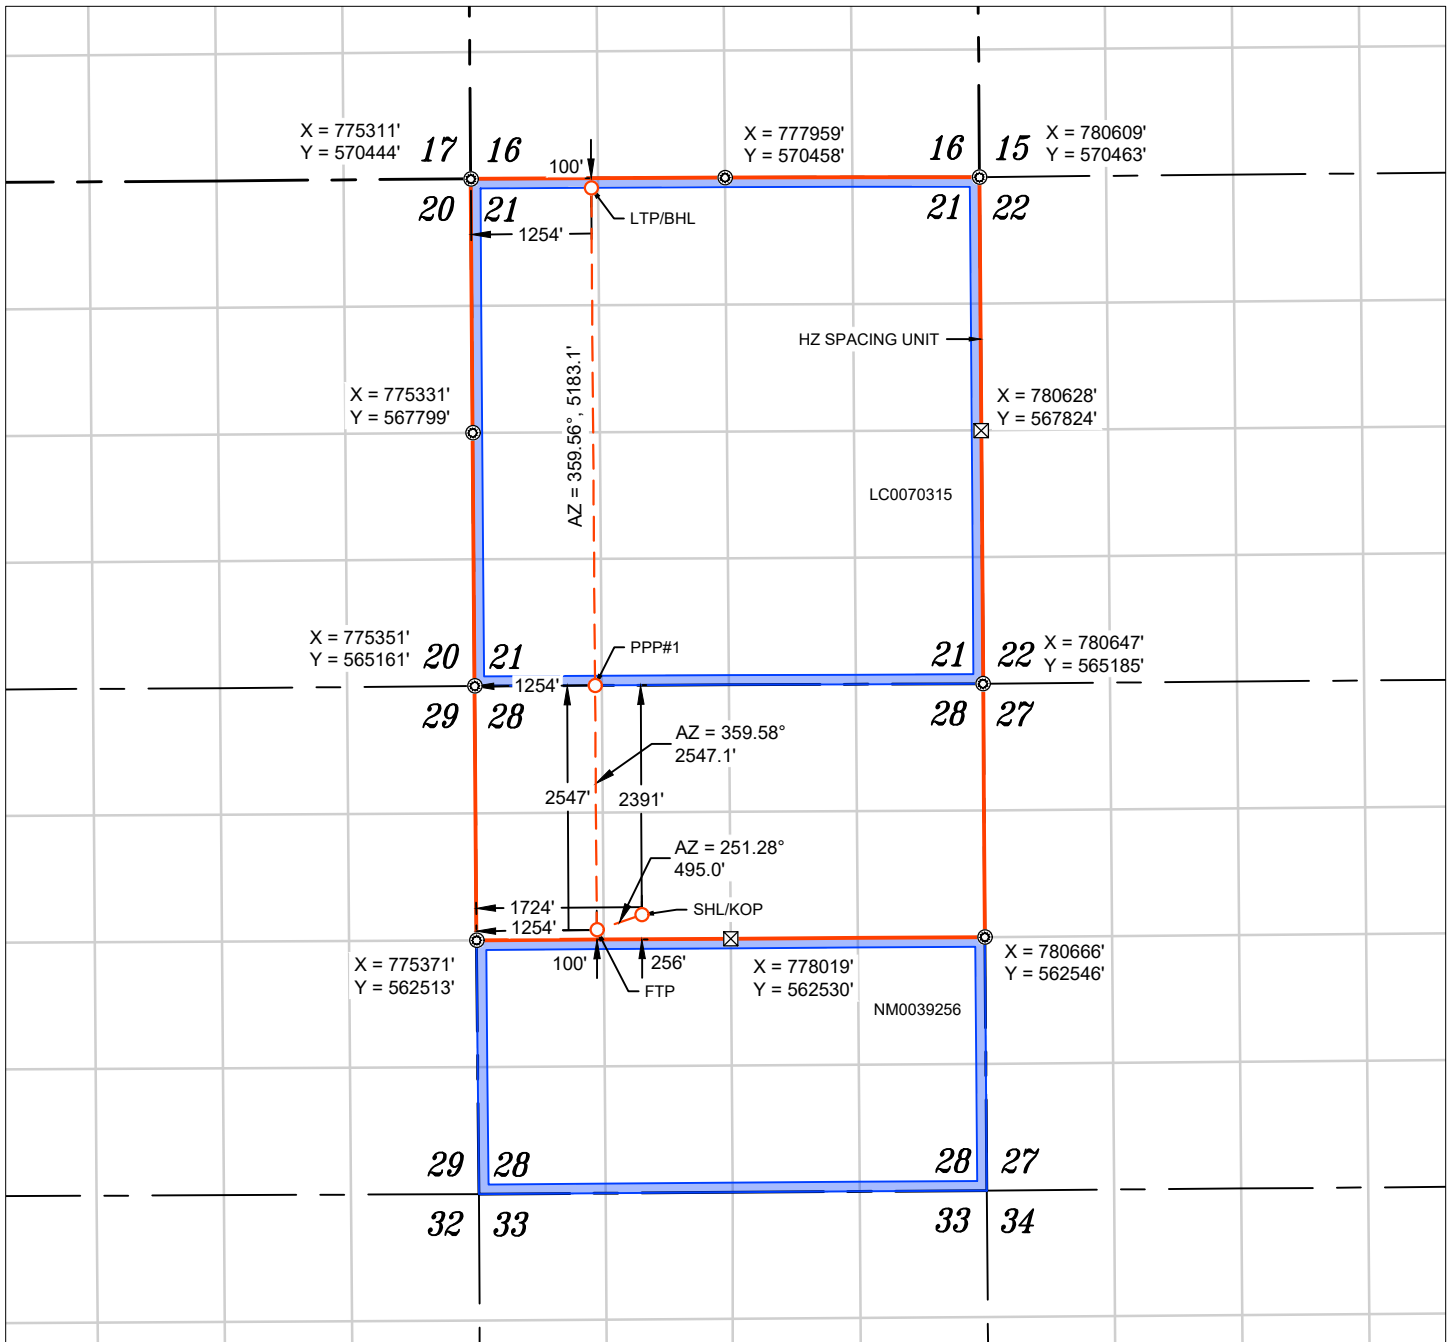 X = 775311'
Y = 570444'
17
16
100'
X = 777959'
Y = 570458'
16
15
X = 780609'
Y = 570463'
20
21
LTP/BHL
21
22
1254'
HZ SPACING UNIT
AZ = 359.56°, 5183.1'
X = 775331'
Y = 567799'
X = 780628'
Y = 567824'
LC0070315
X = 775351'
Y = 565161'
20
21
PPP#1
21
22
X = 780647'
Y = 565185'
1254'
29
28
28
27
AZ = 359.58°
2547.1'
2547'
2391'
AZ = 251.28°
495.0'
1724'
SHL/KOP
1254'
X = 775371'
Y = 562513'
100'
256'
FTP
X = 778019'
Y = 562530'
X = 780666'
Y = 562546'
NM0039256
29
28
28
27
32
33
33
34